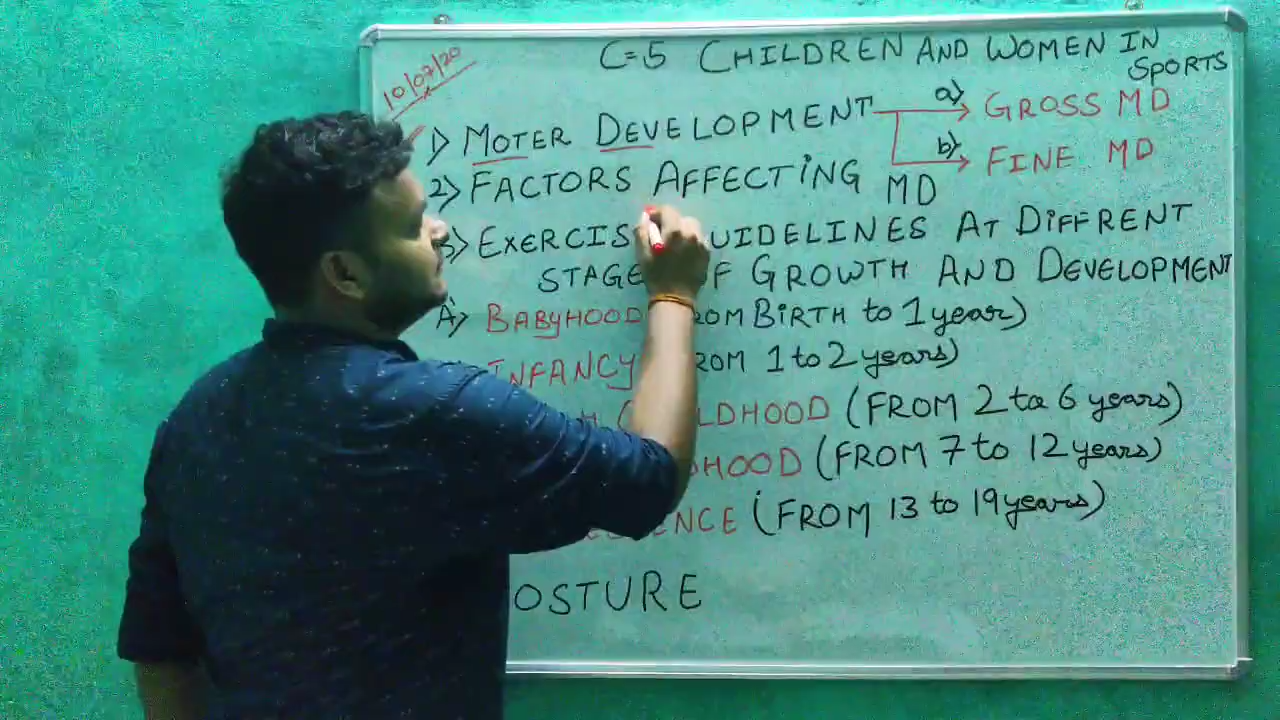 10/07/20
C=5 CHILDREN AND WOMEN IN SPORTS
1) MOTER DEVELOPMENT a) GROSS MD
b) FINE MD
2) FACTORS AFFECTING MD
3) EXERCIS UIDELINES AT DIFFRENT
STAGE F GROWTH AND DEVELOPMENT
A) BABYHOOD OM BIRTH to 1 year)
INFANCY ROM 1 to 2 years)
H C LDHOOD (FROM 2 to 6 years)
DHOOD (FROM 7 to 12 years)
ENCE (FROM 13 to 19 years)
OSTURE